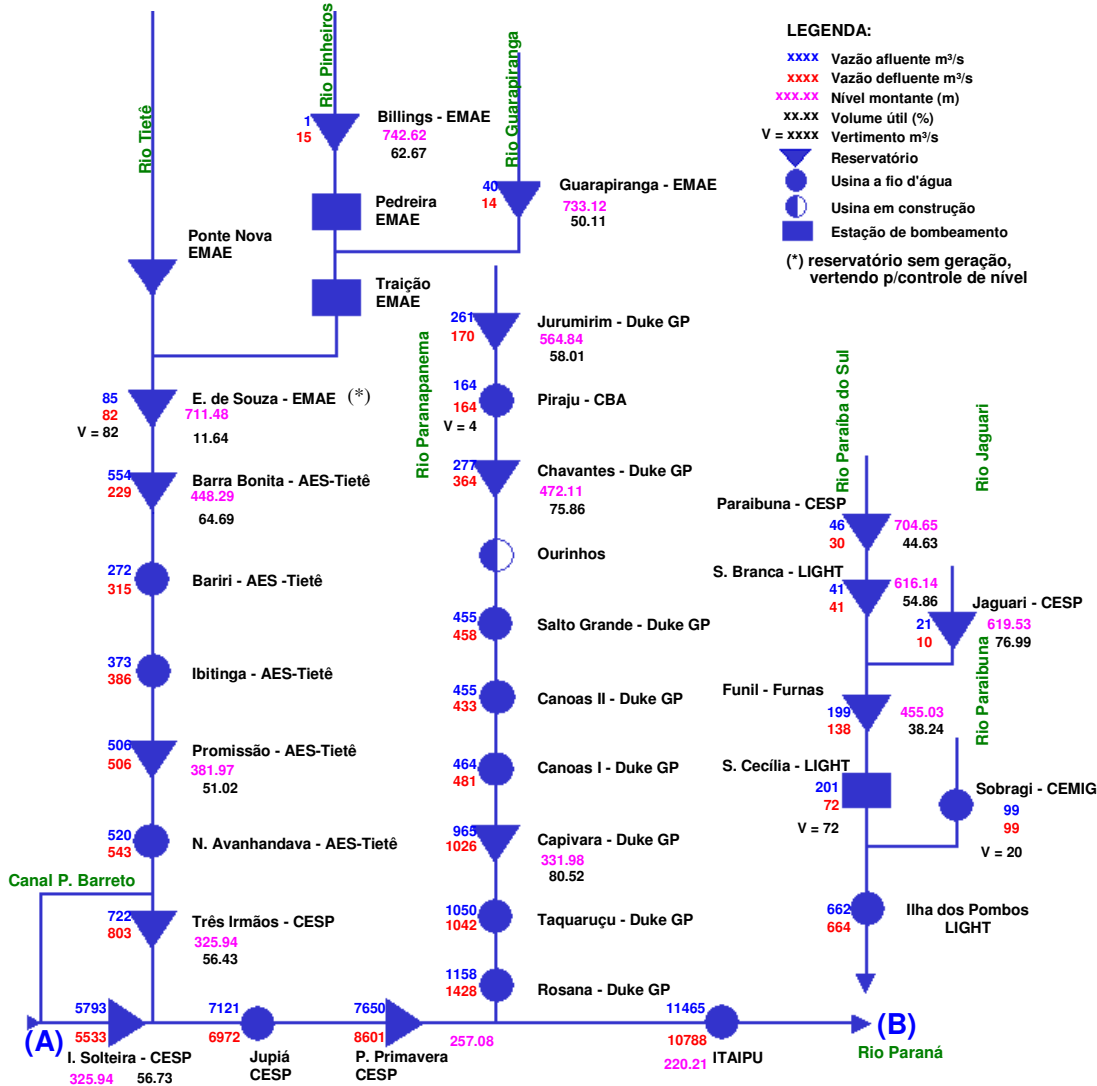 LEGENDA:
xxxx Vazão afluente m³/s
xxxx Vazão defluente m³/s
xxx.xx Nível montante (m)
xx.xx Volume útil (%)
V = xxxx Vertimento m³/s
Reservatório
Usina a fio d'água
Usina em construção
Estação de bombeamento
(*) reservatório sem geração,
vertendo p/controle de nível
Rio Tietê
Rio Pinheiros
Rio Guarapiranga
1
15
Billings - EMAE
742.62
62.67
Pedreira
EMAE
40
14
Guarapiranga - EMAE
733.12
50.11
Ponte Nova
EMAE
Traição
EMAE
85
82
V = 82
E. de Souza - EMAE (*)
711.48
11.64
554
229
Barra Bonita - AES-Tietê
448.29
64.69
272
315
Bariri - AES -Tietê
373
386
Ibitinga - AES-Tietê
506
506
Promissão - AES-Tietê
381.97
51.02
520
543
N. Avanhandava - AES-Tietê
Canal P. Barreto
722
803
Três Irmãos - CESP
325.94
56.43
Rio Paranapanema
261
170
Jurumirim - Duke GP
564.84
58.01
164
164
V = 4
Piraju - CBA
277
364
Chavantes - Duke GP
472.11
75.86
Ourinhos
455
458
Salto Grande - Duke GP
455
433
Canoas II - Duke GP
464
481
Canoas I - Duke GP
965
1026
Capivara - Duke GP
331.98
80.52
1050
1042
Taquaruçu - Duke GP
1158
1428
Rosana - Duke GP
Rio Paraíba do Sul
Rio Jaguari
Paraibuna - CESP
46
30
704.65
44.63
S. Branca - LIGHT
41
41
616.14
54.86
Jaguari - CESP
21
10
619.53
76.99
Rio Paraibuna
Funil - Furnas
199
138
455.03
38.24
S. Cecília - LIGHT
201
72
V = 72
Sobragi - CEMIG
99
99
V = 20
662
664
Ilha dos Pombos
LIGHT
(A)
5793
5533
I. Solteira - CESP
325.94
56.73
7121
6972
Jupiá
CESP
7650
8601
P. Primavera
CESP
257.08
11465
10788
ITAIPU
220.21
(B)
Rio Paraná